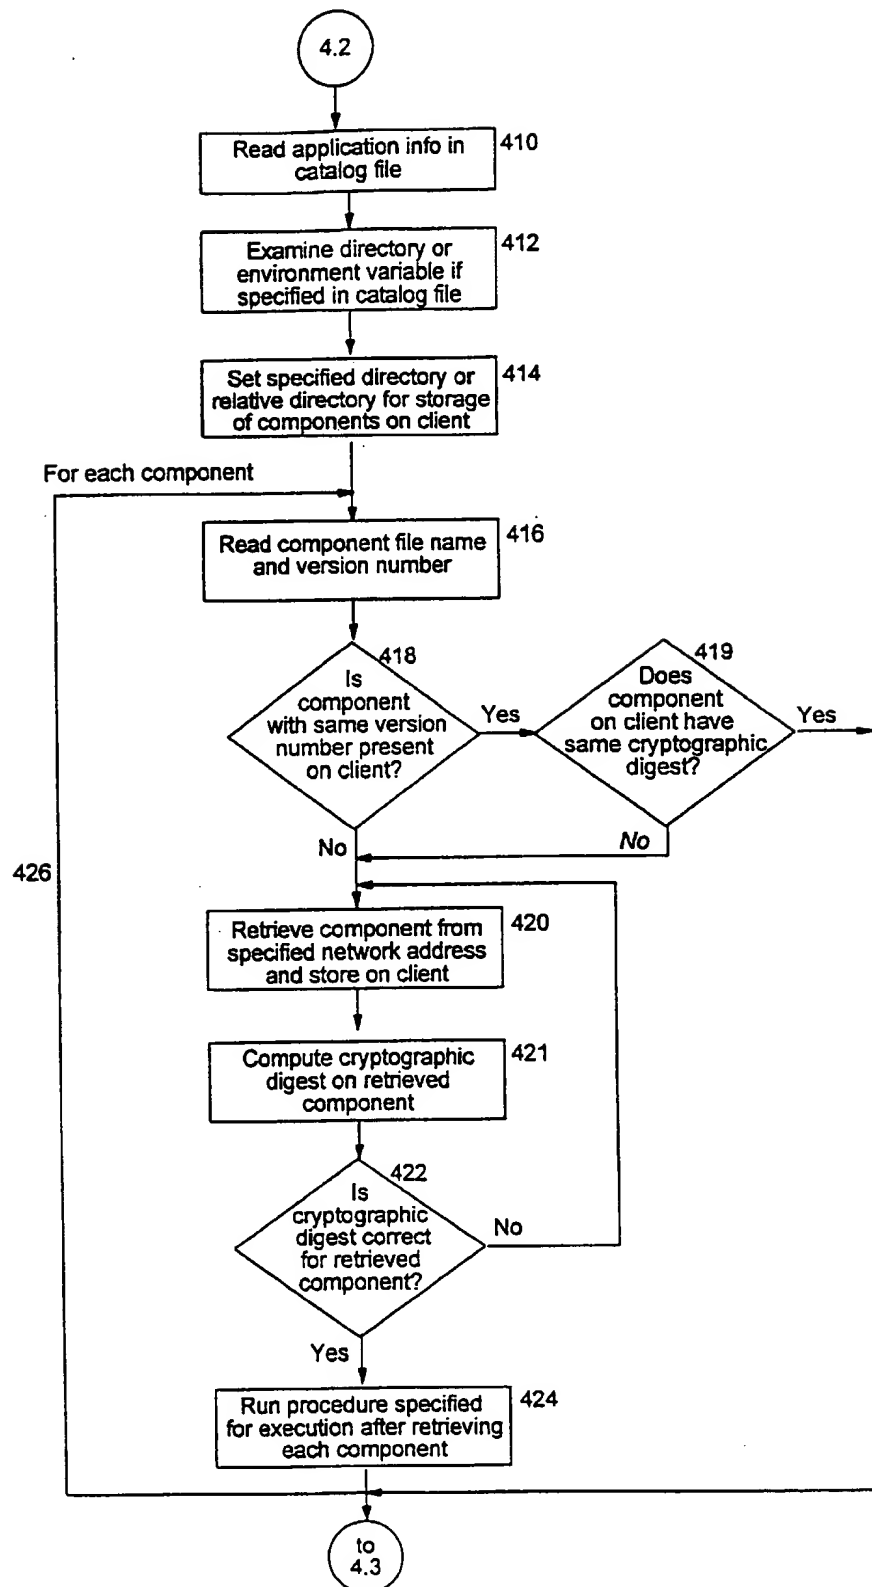 4.2
Read application info in
catalog file
410
Examine directory or
environment variable if
specified in catalog file
412
Set specified directory or
relative directory for storage
of components on client
414
For each component
Read component file name
and version number
416
418
Is
component
with same version
number present
on client?
Yes
419
Does
component
on client have
same cryptographic
digest?
Yes
No
No
426
Retrieve component from
specified network address
and store on client
420
Compute cryptographic
digest on retrieved
component
421
422
Is
cryptographic
digest correct
for retrieved
component?
No
Yes
Run procedure specified
for execution after retrieving
each component
424
to
4.3